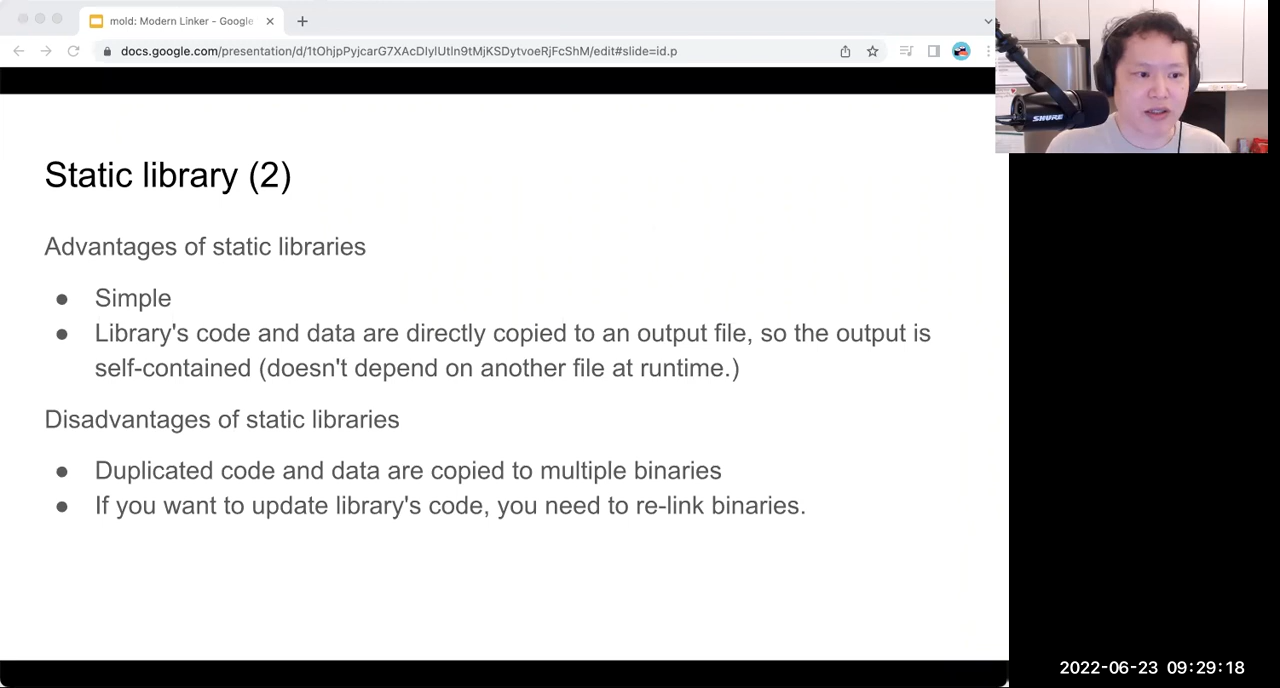 mold: Modern Linker - Google
docs.google.com/presentation/d/1tOhjpPyjcarG7XAcDIyIUtIn9tMjKSDytvoeRjFcShM/edit#slide=id.p
SHURE
Static library (2)
Advantages of static libraries
● Simple
● Library's code and data are directly copied to an output file, so the output is
self-contained (doesn't depend on another file at runtime.)
Disadvantages of static libraries
● Duplicated code and data are copied to multiple binaries
● If you want to update library's code, you need to re-link binaries.
2022-06-23 09:29:18